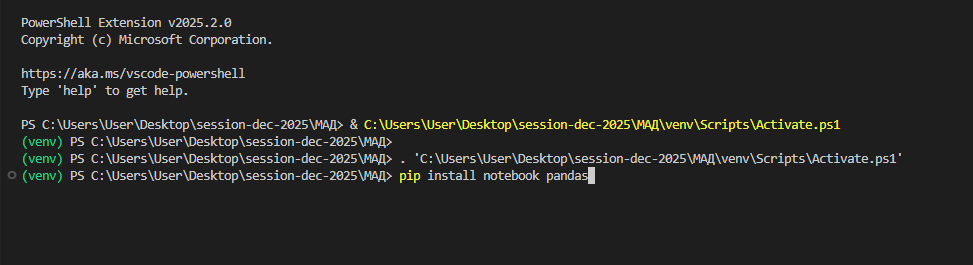 PowerShell Extension v2025.2.0
Copyright (c) Microsoft Corporation.
https://aka.ms/vscode-powershell
Type 'help' to get help.
PS C:\Users\User\Desktop\session-dec-2025\МАД> & C:\Users\User\Desktop\session-dec-2025\МАД\venv\Scripts\Activate.ps1
(venv) PS C:\Users\User\Desktop\session-dec-2025\МАД>
(venv) PS C:\Users\User\Desktop\session-dec-2025\МАД> . 'C:\Users\User\Desktop\session-dec-2025\МАД\venv\Scripts\Activate.ps1'
(venv) PS C:\Users\User\Desktop\session-dec-2025\МАД> pip install notebook pandas